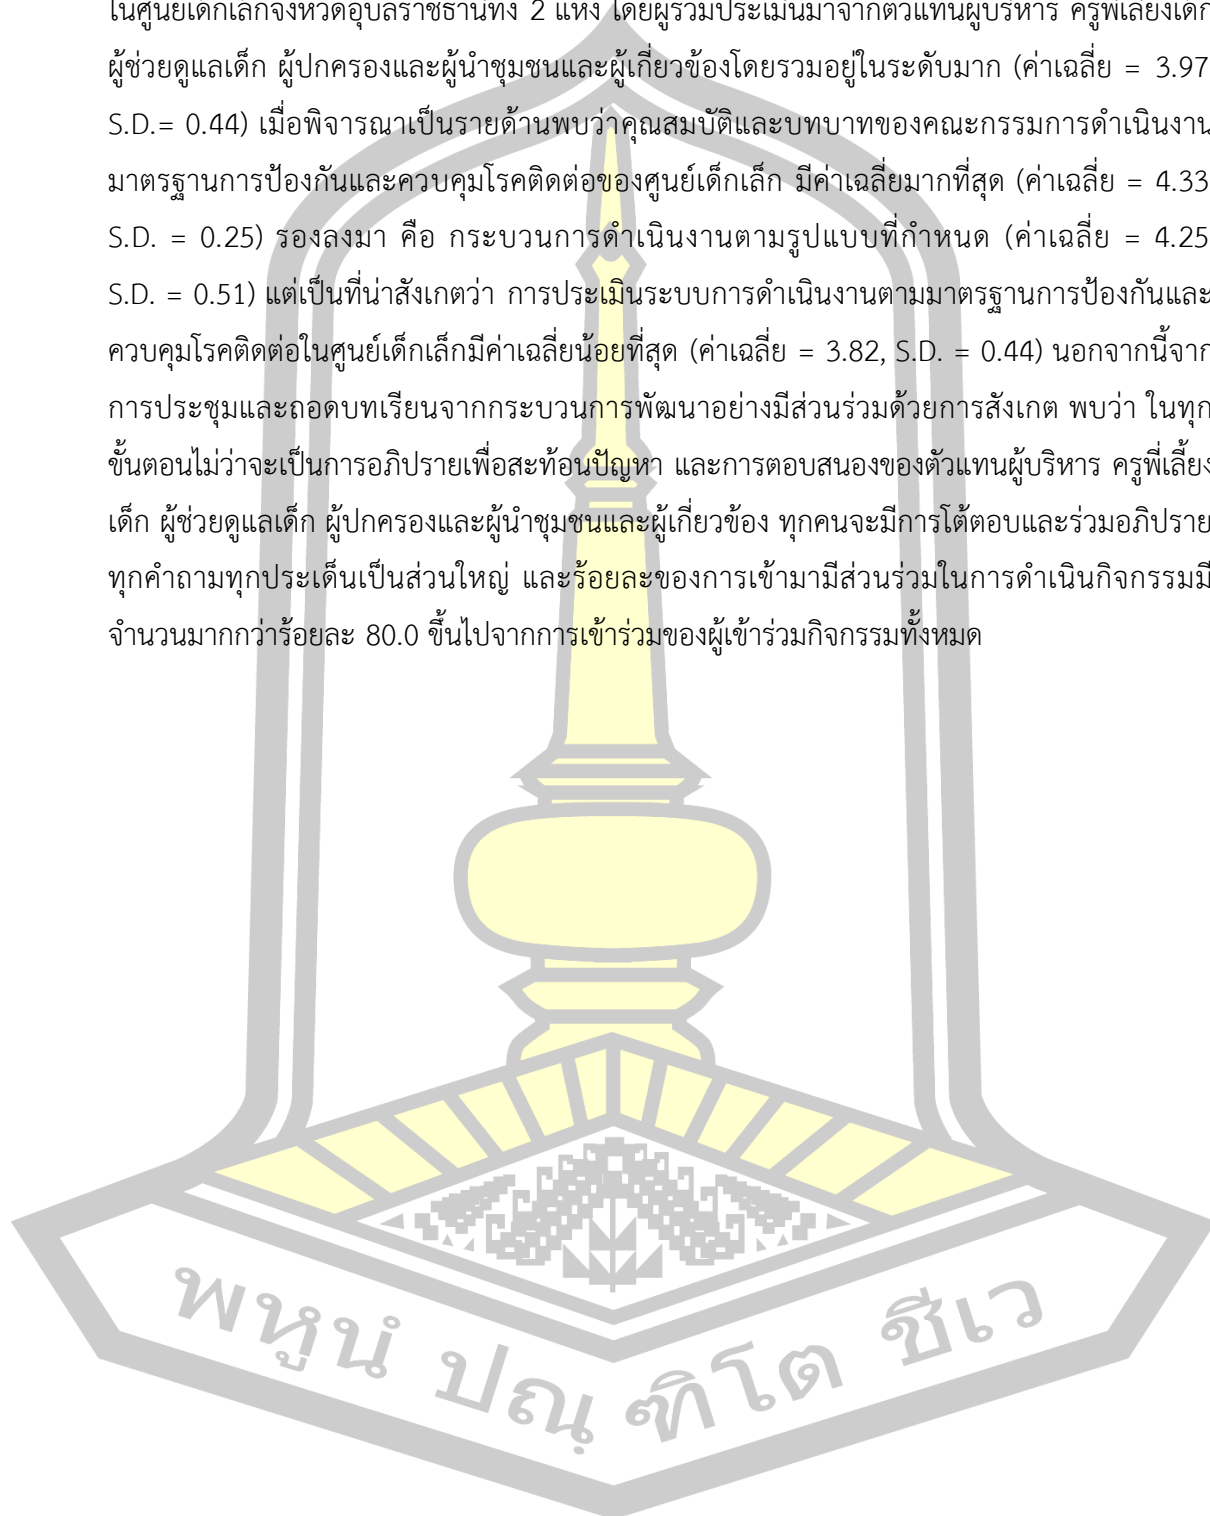 ในศูนย์เด็กเล็กจังหวัดอุบลราชธานีทั้ง 2 แห่ง โดยผู้ร่วมประเมินมาจากตัวแทนผู้บริหาร ครูพี่เลี้ยงเด็ก
ผู้ช่วยดูแลเด็ก ผู้ปกครองและผู้นำชุมชนและผู้เกี่ยวข้องโดยรวมอยู่ในระดับมาก (ค่าเฉลี่ย = 3.97
S.D.= 0.44) เมื่อพิจารณาเป็นรายด้านพบว่าคุณสมบัติและบทบาทของคณะกรรมการดำเนินงาน
มาตรฐานการป้องกันและควบคุมโรคติดต่อของศูนย์เด็กเล็ก มีค่าเฉลี่ยมากที่สุด (ค่าเฉลี่ย = 4.33
S.D. = 0.25) รองลงมา คือ กระบวนการดำเนินงานตามรูปแบบที่กำหนด (ค่าเฉลี่ย = 4.25
S.D. = 0.51) แต่เป็นที่น่าสังเกตว่า การประเมินระบบการดำเนินงานตามมาตรฐานการป้องกันและ
ควบคุมโรคติดต่อในศูนย์เด็กเล็กมีค่าเฉลี่ยน้อยที่สุด (ค่าเฉลี่ย = 3.82, S.D. = 0.44) นอกจากนี้จาก
การประชุมและถอดบทเรียนจากกระบวนการพัฒนาอย่างมีส่วนร่วมด้วยการสังเกต พบว่า ในทุก
ขั้นตอนไม่ว่าจะเป็นการอภิปรายเพื่อสะท้อนปัญหา และการตอบสนองของตัวแทนผู้บริหาร ครูพี่เลี้ยง
เด็ก ผู้ช่วยดูแลเด็ก ผู้ปกครองและผู้นำชุมชนและผู้เกี่ยวข้อง ทุกคนจะมีการโต้ตอบและร่วมอภิปราย
ทุกคำถามทุกประเด็นเป็นส่วนใหญ่ และร้อยละของการเข้ามามีส่วนร่วมในการดำเนินกิจกรรมมี
จำนวนมากกว่าร้อยละ 80.0 ขึ้นไปจากการเข้าร่วมของผู้เข้าร่วมกิจกรรมทั้งหมด
พหูนํ ปณฺ ฑิโต ชีเว